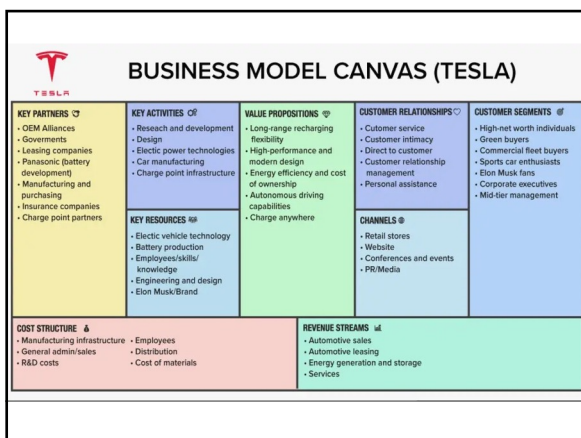 TESLA
BUSINESS MODEL CANVAS (TESLA)
KEY PARTNERS
• OEM Alliances
• Goverments
• Leasing companies
• Panasonic (battery
development)
• Manufacturing and
purchasing
• Insurance companies
• Charge point partners
KEY ACTIVITIES
• Reseach and development
• Design
• Electic power technologies
• Car manufacturing
• Charge point infrastructure
KEY RESOURCES
• Electic vehicle technology
• Battery production
• Employees/skills/
knowledge
• Engineering and design
• Elon Musk/Brand
VALUE PROPOSITIONS
• Long-range recharging
flexibility
• High-performance and
modern design
• Energy efficiency and cost
of ownership
• Autonomous driving
capabilities
• Charge anywhere
CUSTOMER RELATIONSHIPS
• Cutomer service
• Customer intimacy
• Direct to customer
• Customer relationship
management
• Personal assistance
CHANNELS
• Retail stores
• Website
• Conferences and events
• PR/Media
CUSTOMER SEGMENTS
• High-net worth individuals
• Green buyers
• Commercial fleet buyers
• Sports car enthusiasts
• Elon Musk fans
• Corporate executives
• Mid-tier management
COST STRUCTURE
• Manufacturing infrastructure
• General admin/sales
• R&D costs
• Employees
• Distribution
• Cost of materials
REVENUE STREAMS
• Automotive sales
• Automotive leasing
• Energy generation and storage
• Services